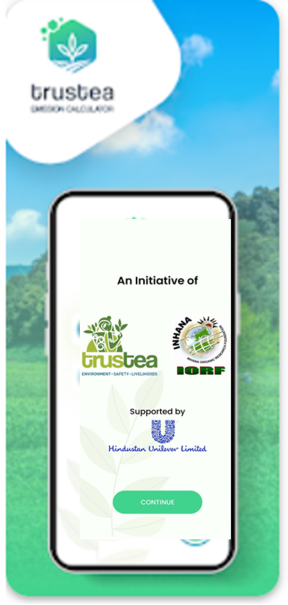 trustea
EMISSION CALCULATOR
An Initiative of
trustea
ENVIRONMENT-SAFETY-LIVELIHOODS
INHANA
IORF
Supported by
Hindustan Unilever Limited
CONTINUE